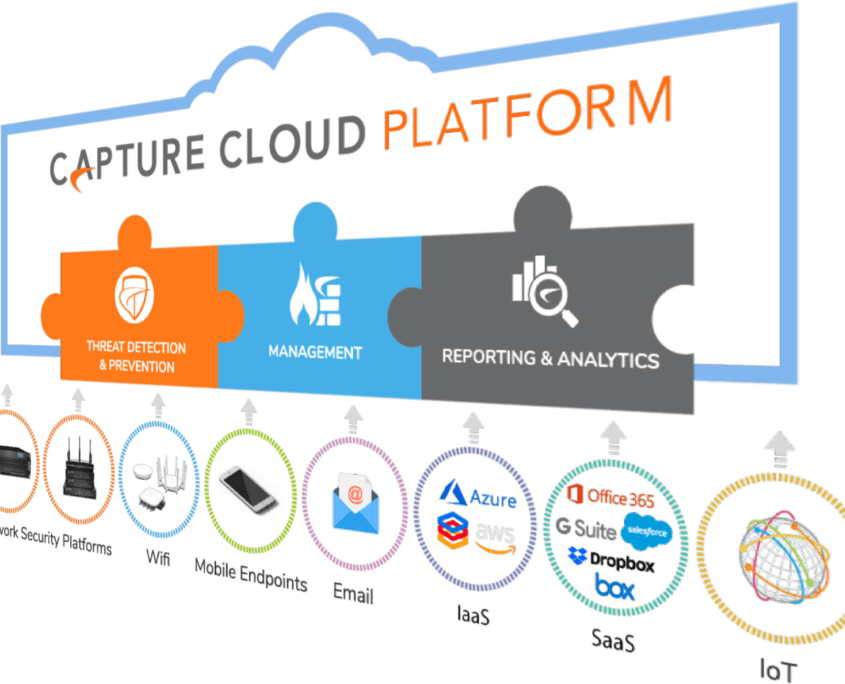 CAPTURE CLOUD PLATFORM
THREAT DETECTION
& PREVENTION
MANAGEMENT
REPORTING & ANALYTICS
@
Azure
aws
Office 365
G Suite
salesforce
Dropbox
box
Security Platforms
Wifi
Mobile Endpoints
Email
IaaS
SaaS
IoT